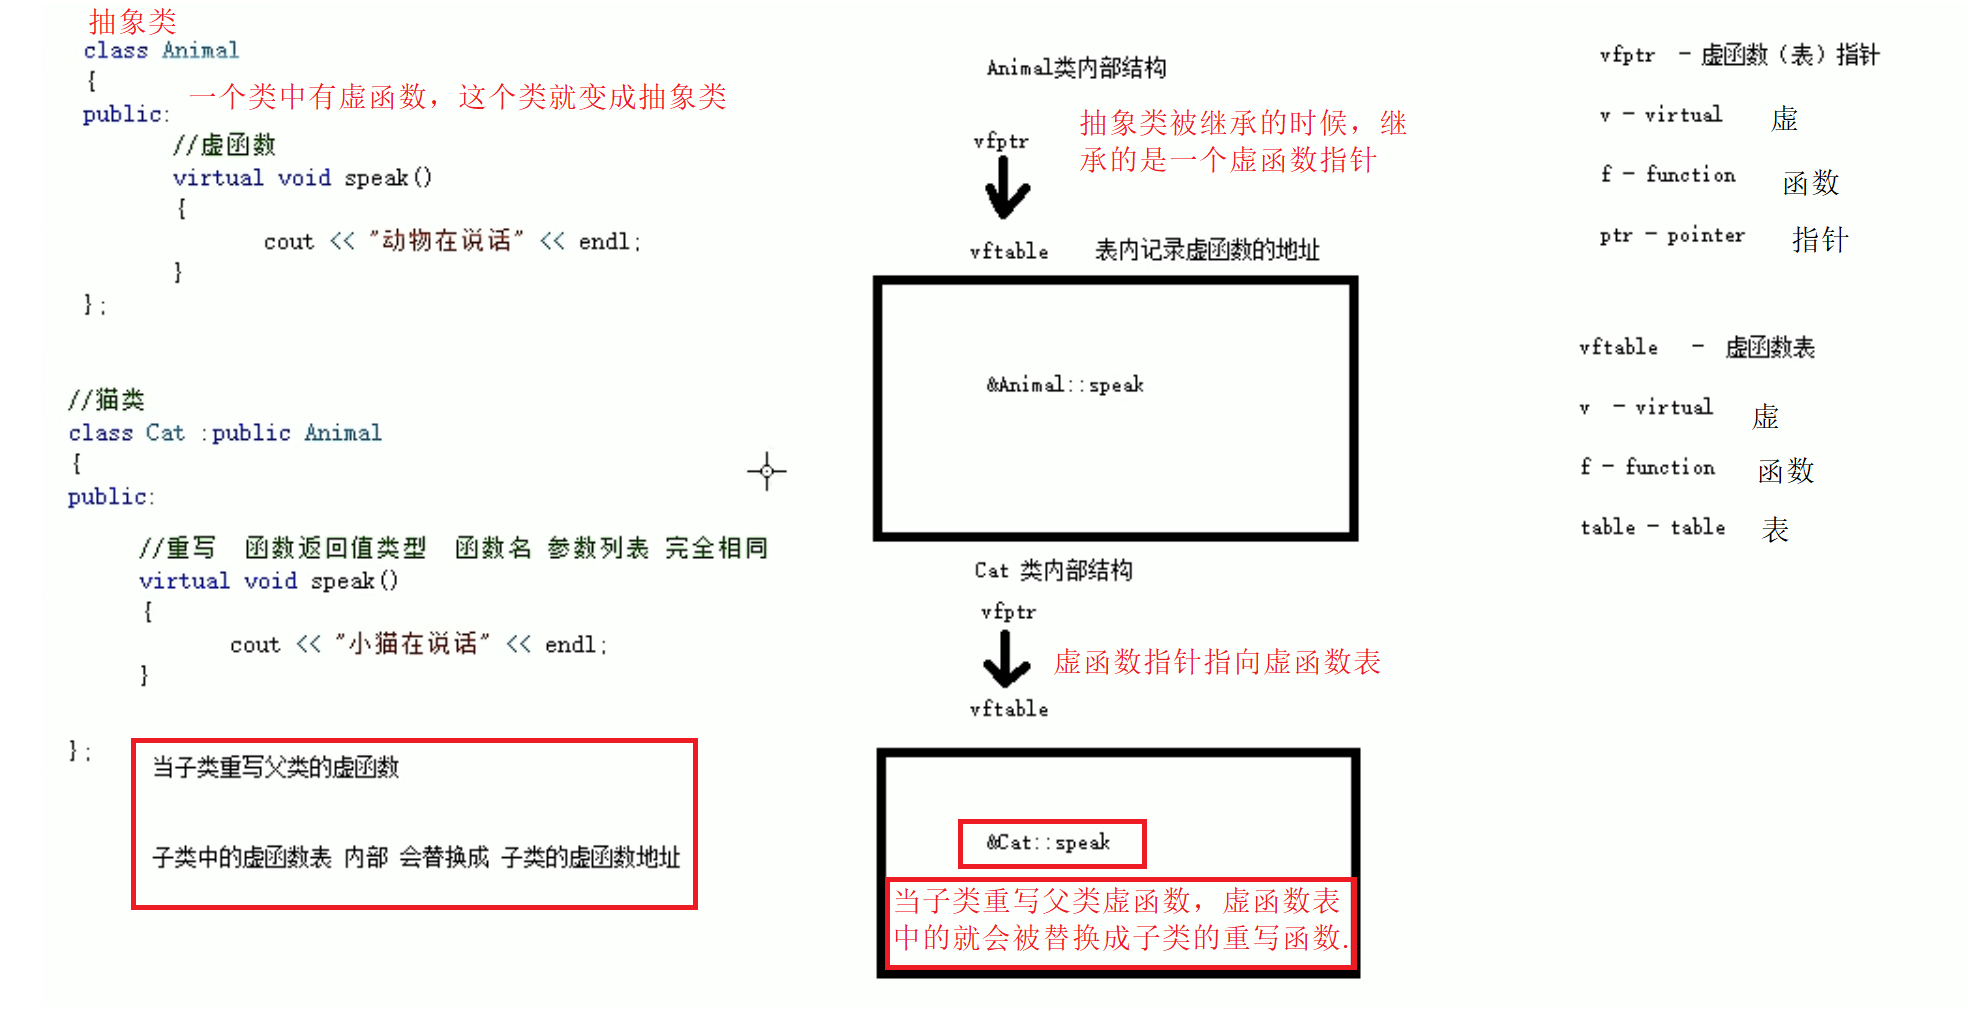 抽象类
class Animal
{
一个类中有虚函数，这个类就变成抽象类
public:
//虚函数
virtual void speak()
{
cout << "动物在说话" << endl;
}
};
//猫类
class Cat :public Animal
{
public:
//重写 函数返回值类型 函数名 参数列表 完全相同
virtual void speak()
{
cout << "小猫在说话" << endl;
}
};
当子类重写父类的虚函数
子类中的虚函数表 内部 会替换成 子类的虚函数地址
Animal类内部结构
抽象类被继承的时候，继
承的是一个虚函数指针
vfptr
vftable 表内记录虚函数的地址
&Animal::speak
Cat 类内部结构
vfptr
虚函数指针指向虚函数表
vftable
&Cat::speak
当子类重写父类虚函数，虚函数表
中的就会被替换成子类的重写函数.
vfptr - 虚函数（表）指针
v - virtual 虚
f - function 函数
ptr - pointer 指针
vftable - 虚函数表
v - virtual 虚
f - function 函数
table - table 表